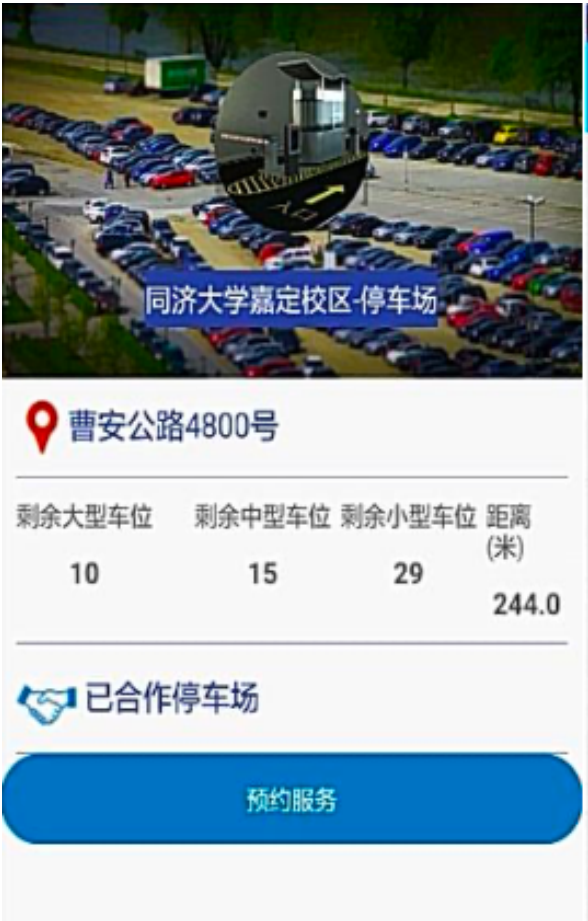 入口
同济大学嘉定校区-停车场
曹安公路4800号
剩余大型车位 剩余中型车位 剩余小型车位 距离
(米)
10 15 29
244.0
已合作停车场
预约服务